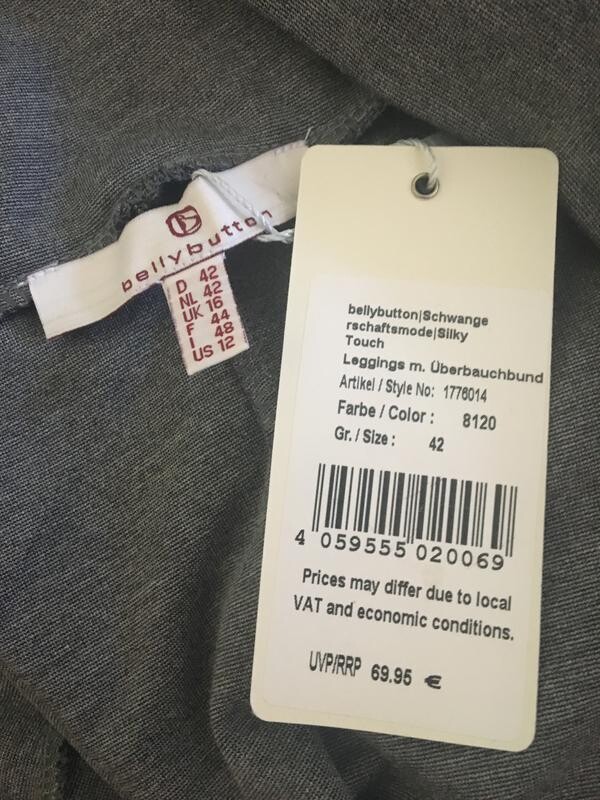 bellybutton
D 42
NL 42
UK 16
F 44
I 48
US 12
bellybutton|Schwange
rschaftsmode|Silky
Touch
Leggings m. Überbauchbund
Artikel / Style No: 1776014
Farbe / Color : 8120
Gr. / Size : 42
4 059555 020069
Prices may differ due to local
VAT and economic conditions.
UVP/RRP 69.95 €